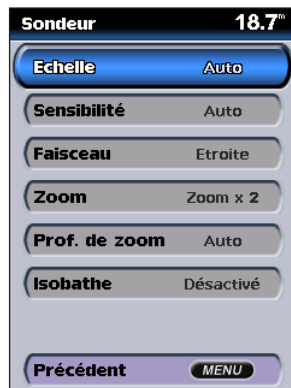 Sondeur 18.7m
Echelle Auto
Sensibilité Auto
Faisceau Etroite
Zoom Zoom x 2
Prof. de zoom Auto
Isobathe Désactivé
Précédent MENU